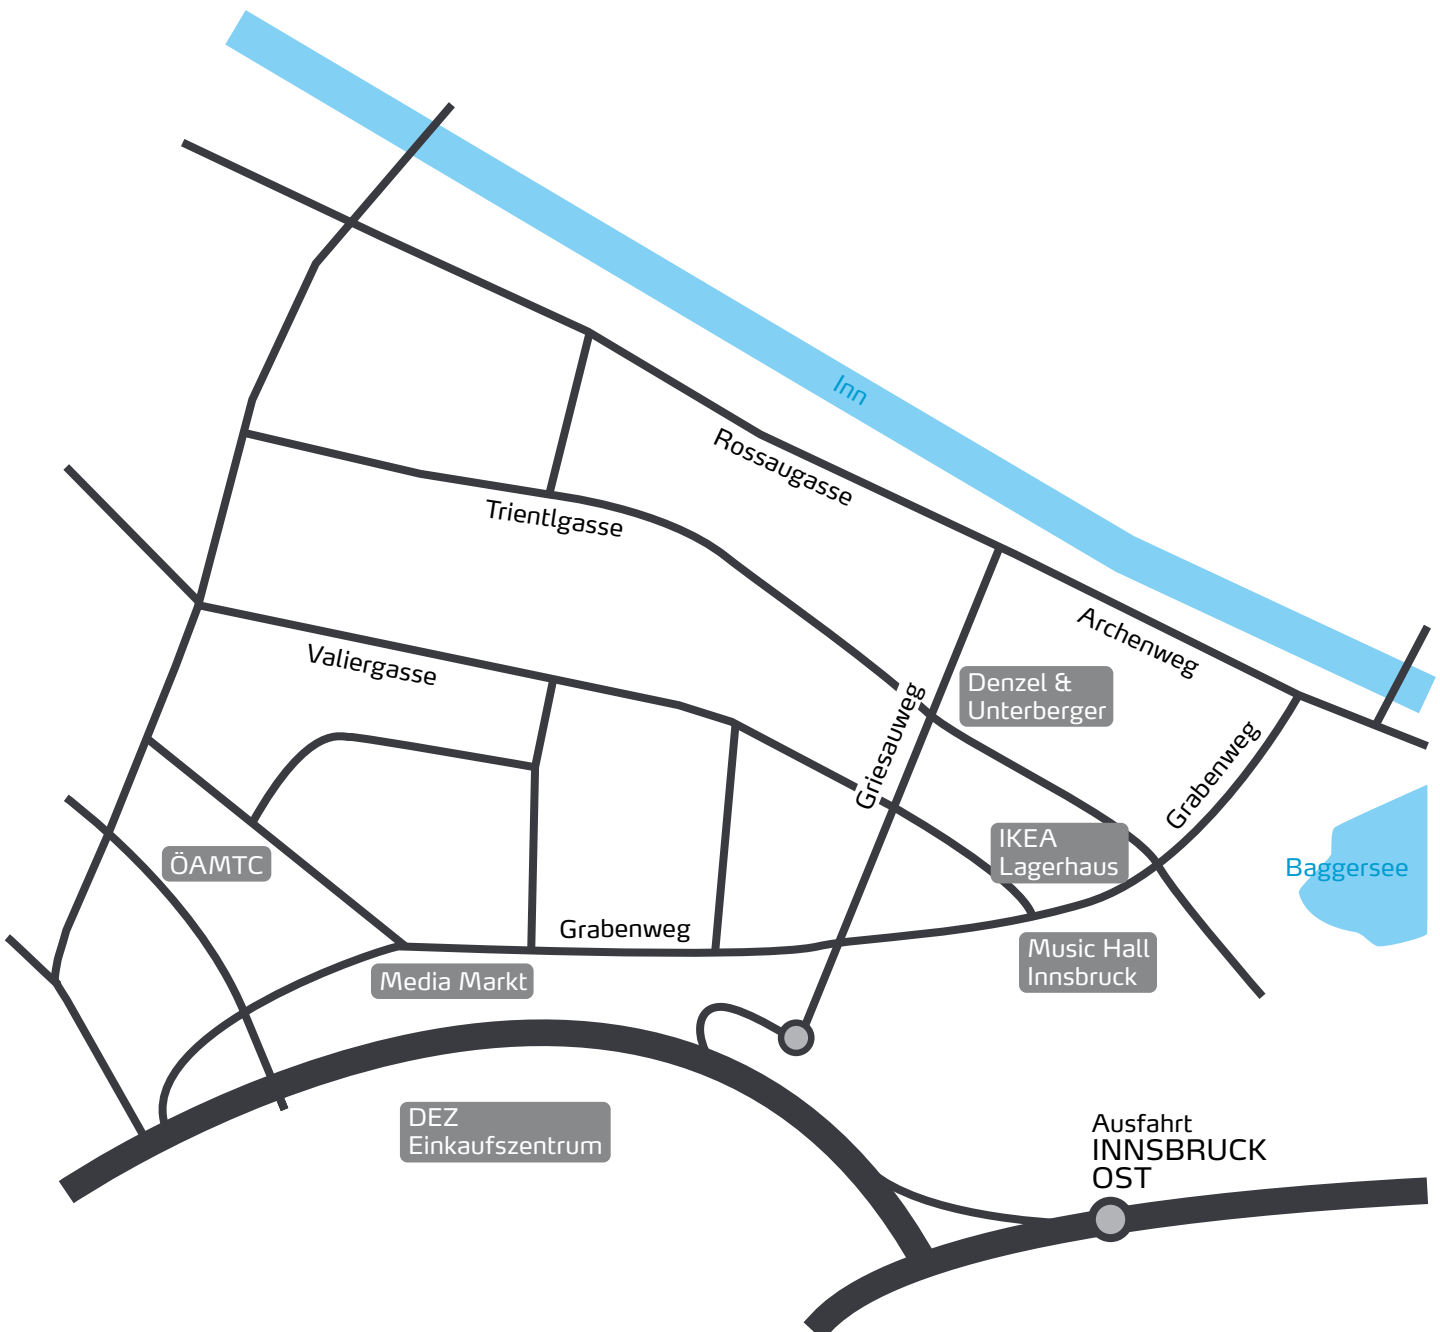 Inn
Rossaugasse
Trientlgasse
Archenweg
Valiergasse
Denzel &
Unterberger
Griesauweg
Grabenweg
IKEA
Lagerhaus
Baggersee
ÖAMTC
Grabenweg
Music Hall
Innsbruck
Media Markt
DEZ
Einkaufszentrum
Ausfahrt
INNSBRUCK
OST